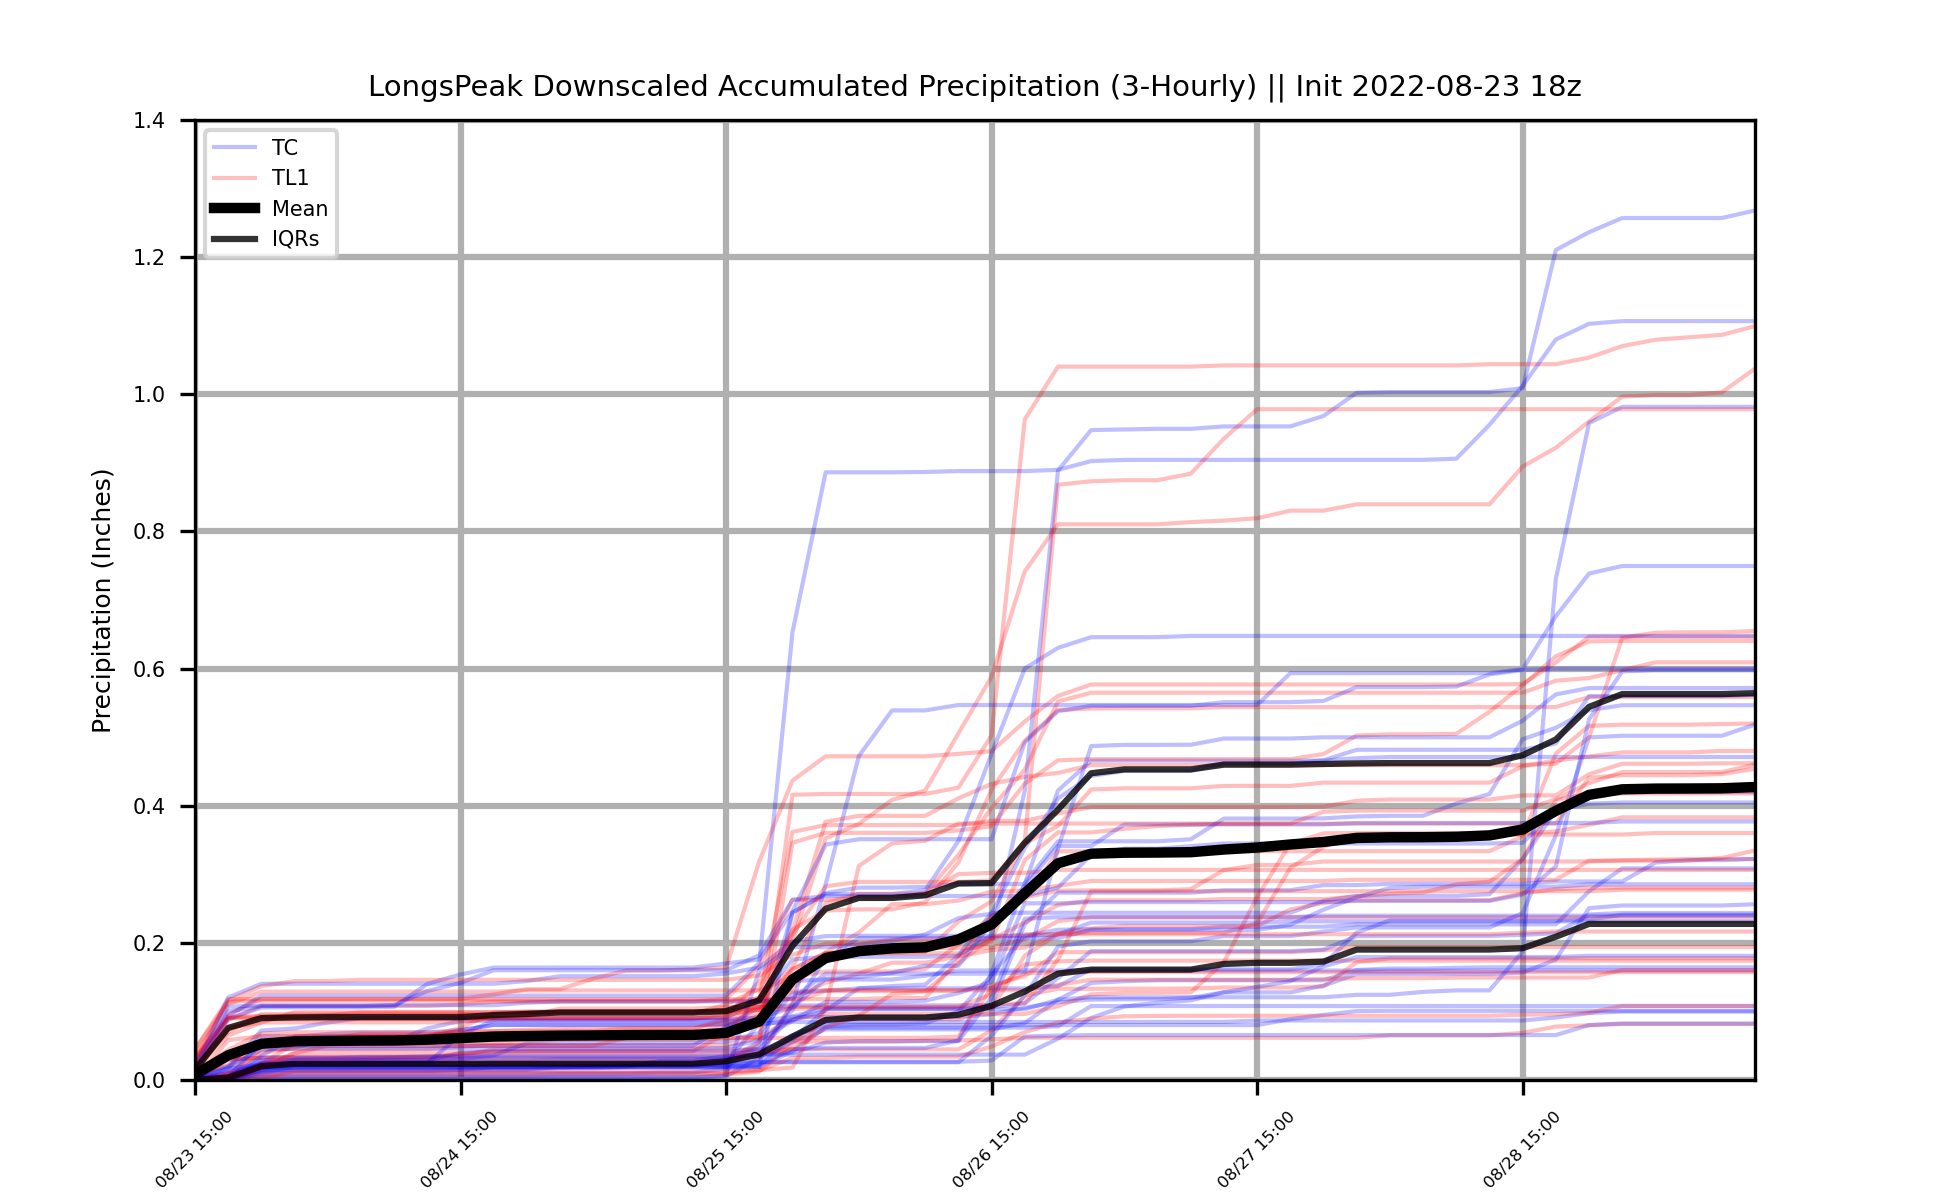 LongsPeak Downscaled Accumulated Precipitation (3-Hourly) || Init 2022-08-23 18z
Precipitation (Inches)
1.4
1.2
1.0
0.8
0.6
0.4
0.2
0.0
TC
TL1
Mean
IQRs
08/23 15:00
08/24 15:00
08/25 15:00
08/26 15:00
08/27 15:00
08/28 15:00